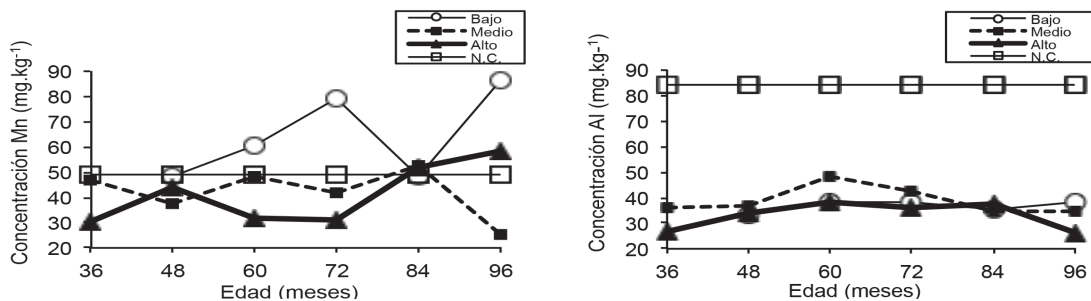 Bajo
Medio
Alto
N.C.
Concentración Mn (mg.kg-1)
90
80
70
60
50
40
30
20
36 48 60 72 84 96
Edad (meses)
Bajo
Medio
Alto
N.C.
Concentración Al (mg.kg-1)
90
80
70
60
50
40
30
20
36 48 60 72 84 96
Edad (meses)